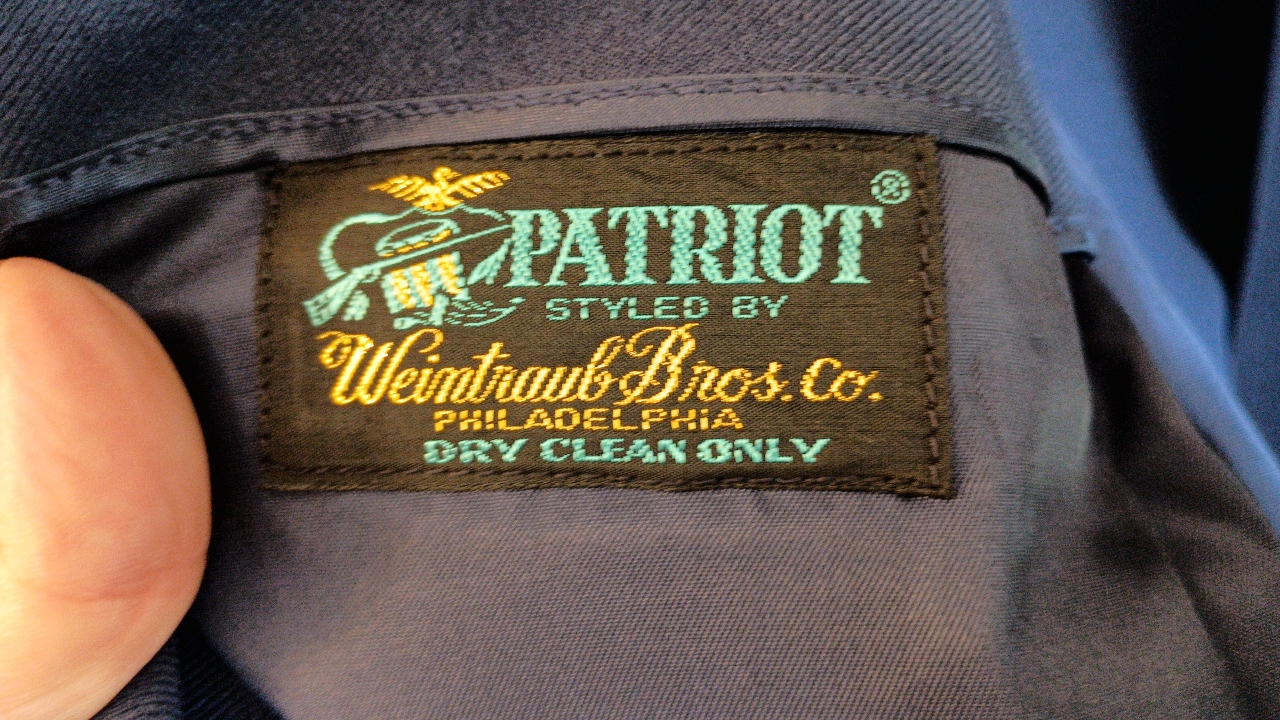 PATRIOT®
STYLED BY
Weintraub Bros. Co.
PHILADELPHIA
DRY CLEAN ONLY